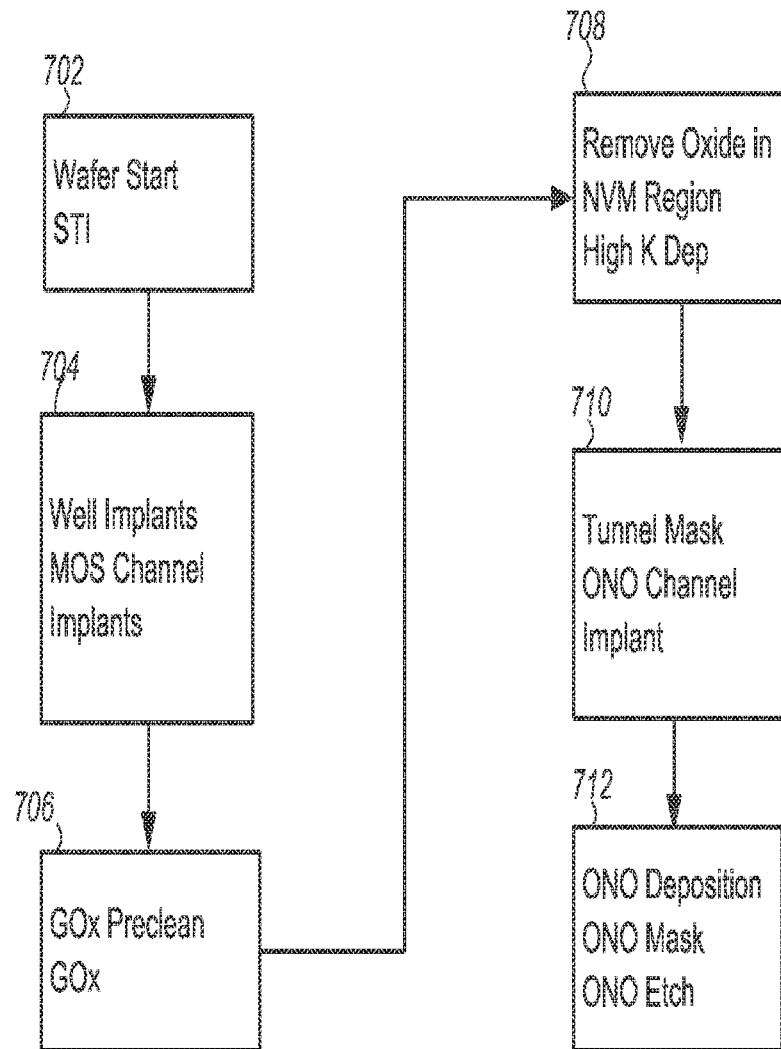 702
Wafer Start
STI
704
Well Implants
MOS Channel
Implants
706
GOx Preclean
GOx
708
Remove Oxide in
NVM Region
High K Dep
710
Tunnel Mask
ONO Channel
Implant
712
ONO Deposition
ONO Mask
ONO Etch